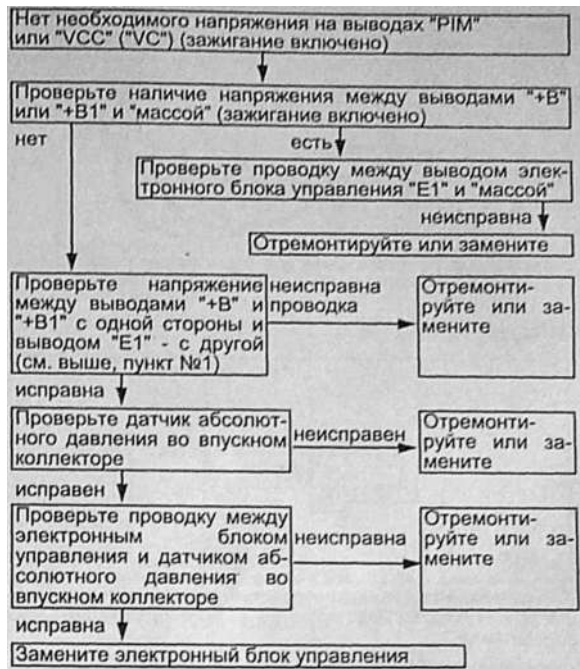 Нет необходимого напряжения на выводах "PIM"
или "VCC" ("VC") (зажигание включено)
Проверьте наличие напряжения между выводами "+B"
или "+B1" и "массой" (зажигание включено)
нет
есть
Проверьте проводку между выводом элек-
тронного блока управления "E1" и "массой"
неисправна
Отремонтируйте или замените
Проверьте напряжение
между выводами "+B" и
"+B1" с одной стороны и
выводом "E1" - с другой
(см. выше, пункт №1)
неисправна
проводка
Отремонти-
руйте или за-
мените
исправна
Проверьте датчик абсолют-
ного давления во впускном
коллекторе
неисправен
Отремонти-
руйте или за-
мените
исправен
Проверьте проводку между
электронным блоком
управления и датчиком аб-
солютного давления во
впускном коллекторе
неисправна
Отремонти-
руйте или за-
мените
исправна
Замените электронный блок управления